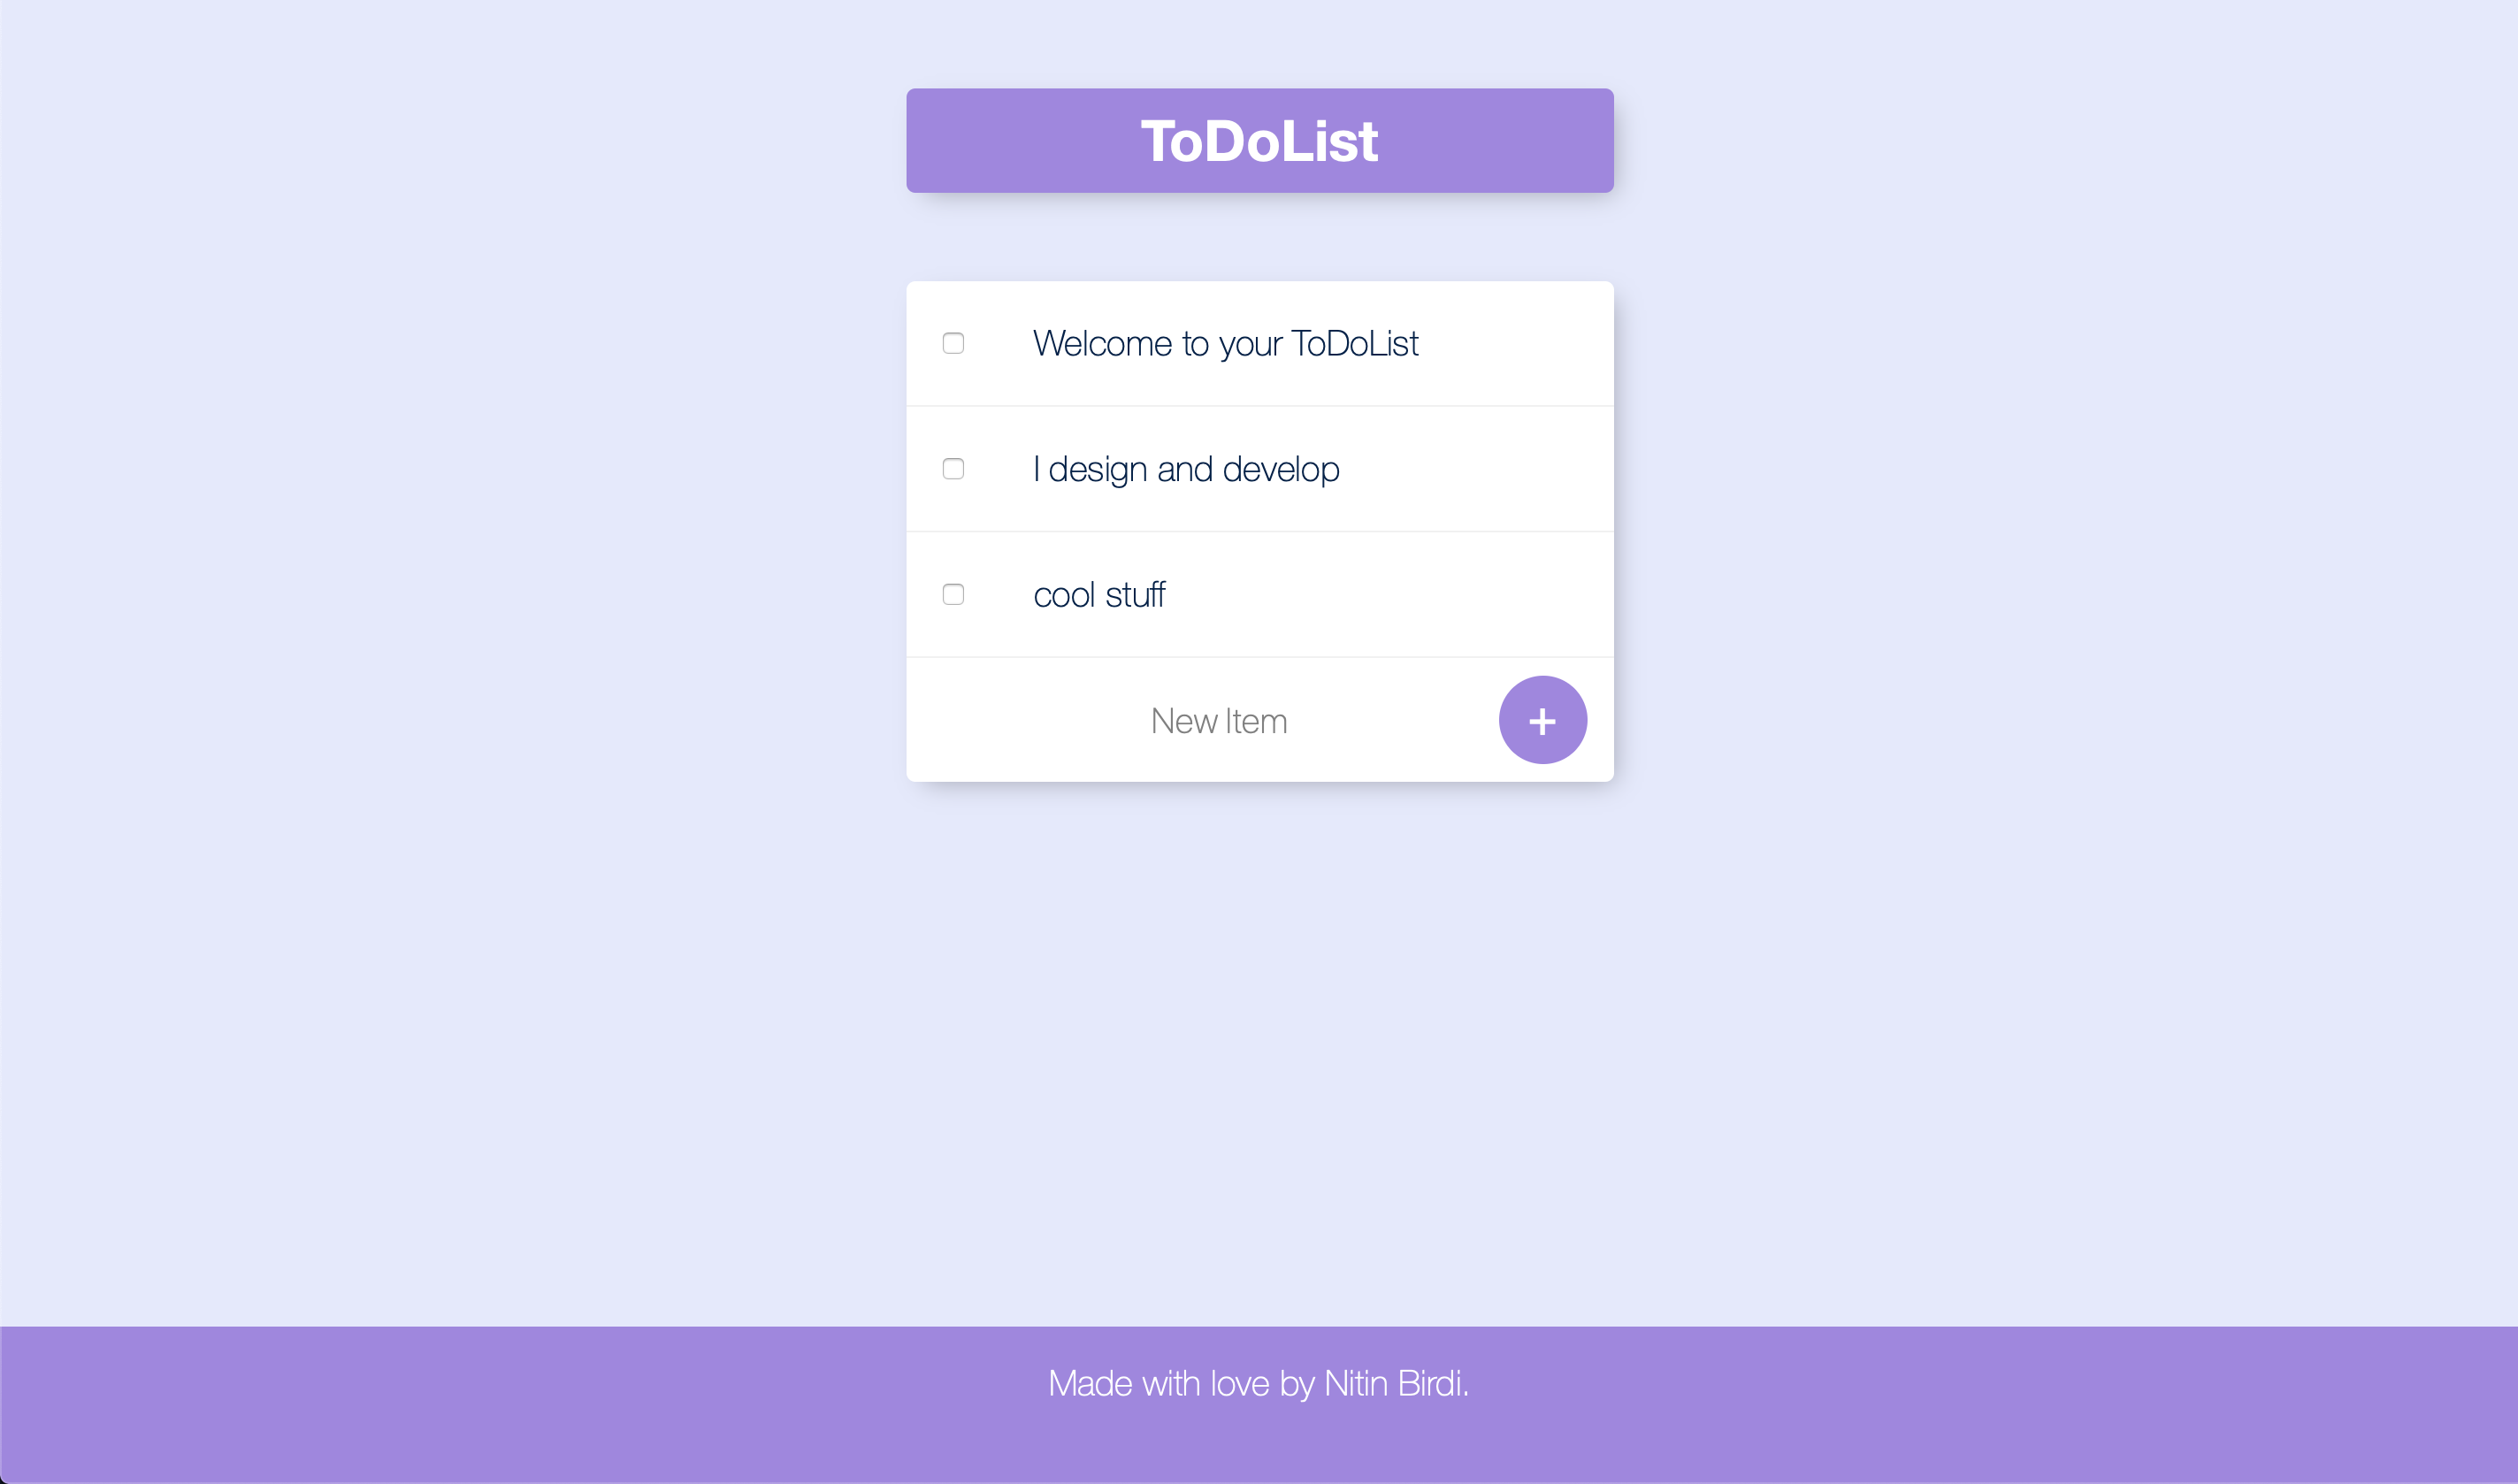 ToDoList
Welcome to your ToDoList
I design and develop
cool stuff
New Item
+
Made with love by Nitin Birdi.